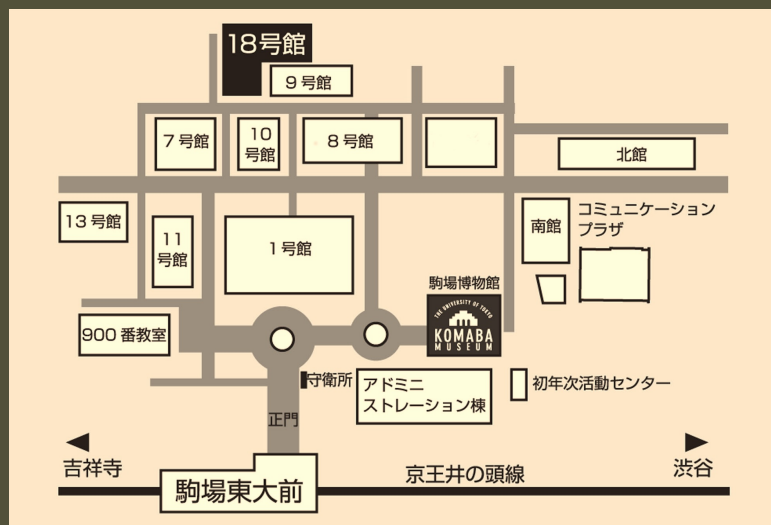 18号館
9号館
7号館
10
号館
8号館
北館
13号館
11
号館
1号館
南館
コミュニケーション
プラザ
駒場博物館
THE UNIVERSITY OF TOKYO
KOMABA
MUSEUM
900番教室
守衛所
アドミニ
ストレーション棟
初年次活動センター
正門
吉祥寺
渋谷
京王井の頭線
駒場東大前